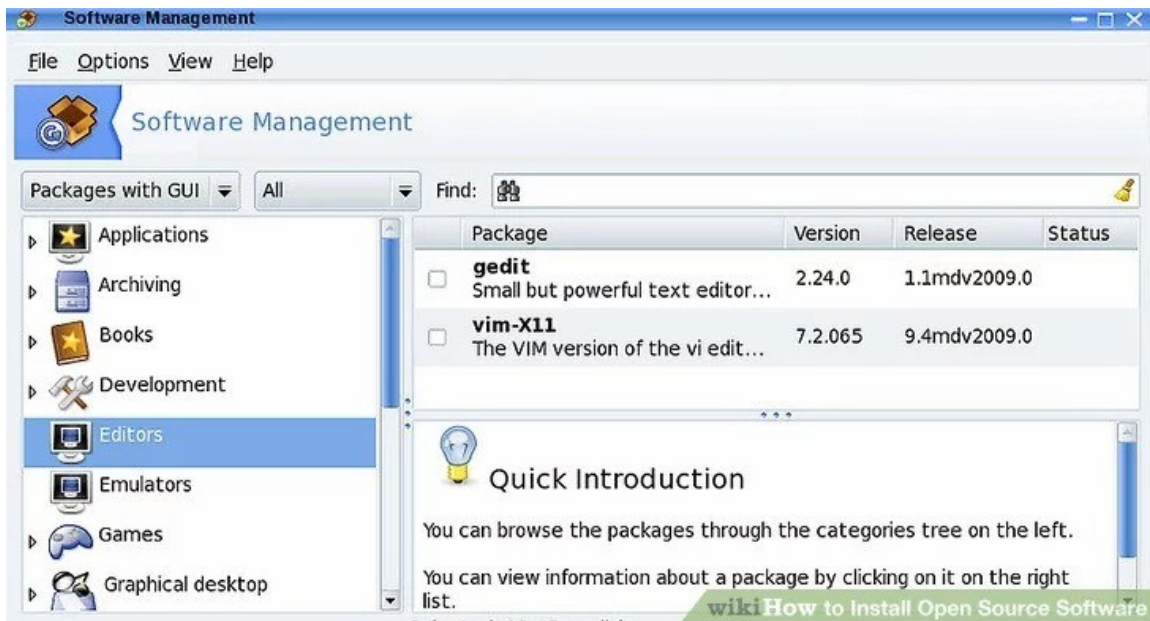 Software Management
File Options View Help
Software Management
Packages with GUI All Find:
Package Version Release Status
Applications
Archiving
Books
Development
Editors
Emulators
Games
Graphical desktop
gedit
Small but powerful text editor... 2.24.0 1.1mdv2009.0
vim-X11
The VIM version of the vi edit... 7.2.065 9.4mdv2009.0
Quick Introduction
You can browse the packages through the categories tree on the left.
You can view information about a package by clicking on it on the right
list.
wikiHow to Install Open Source Software